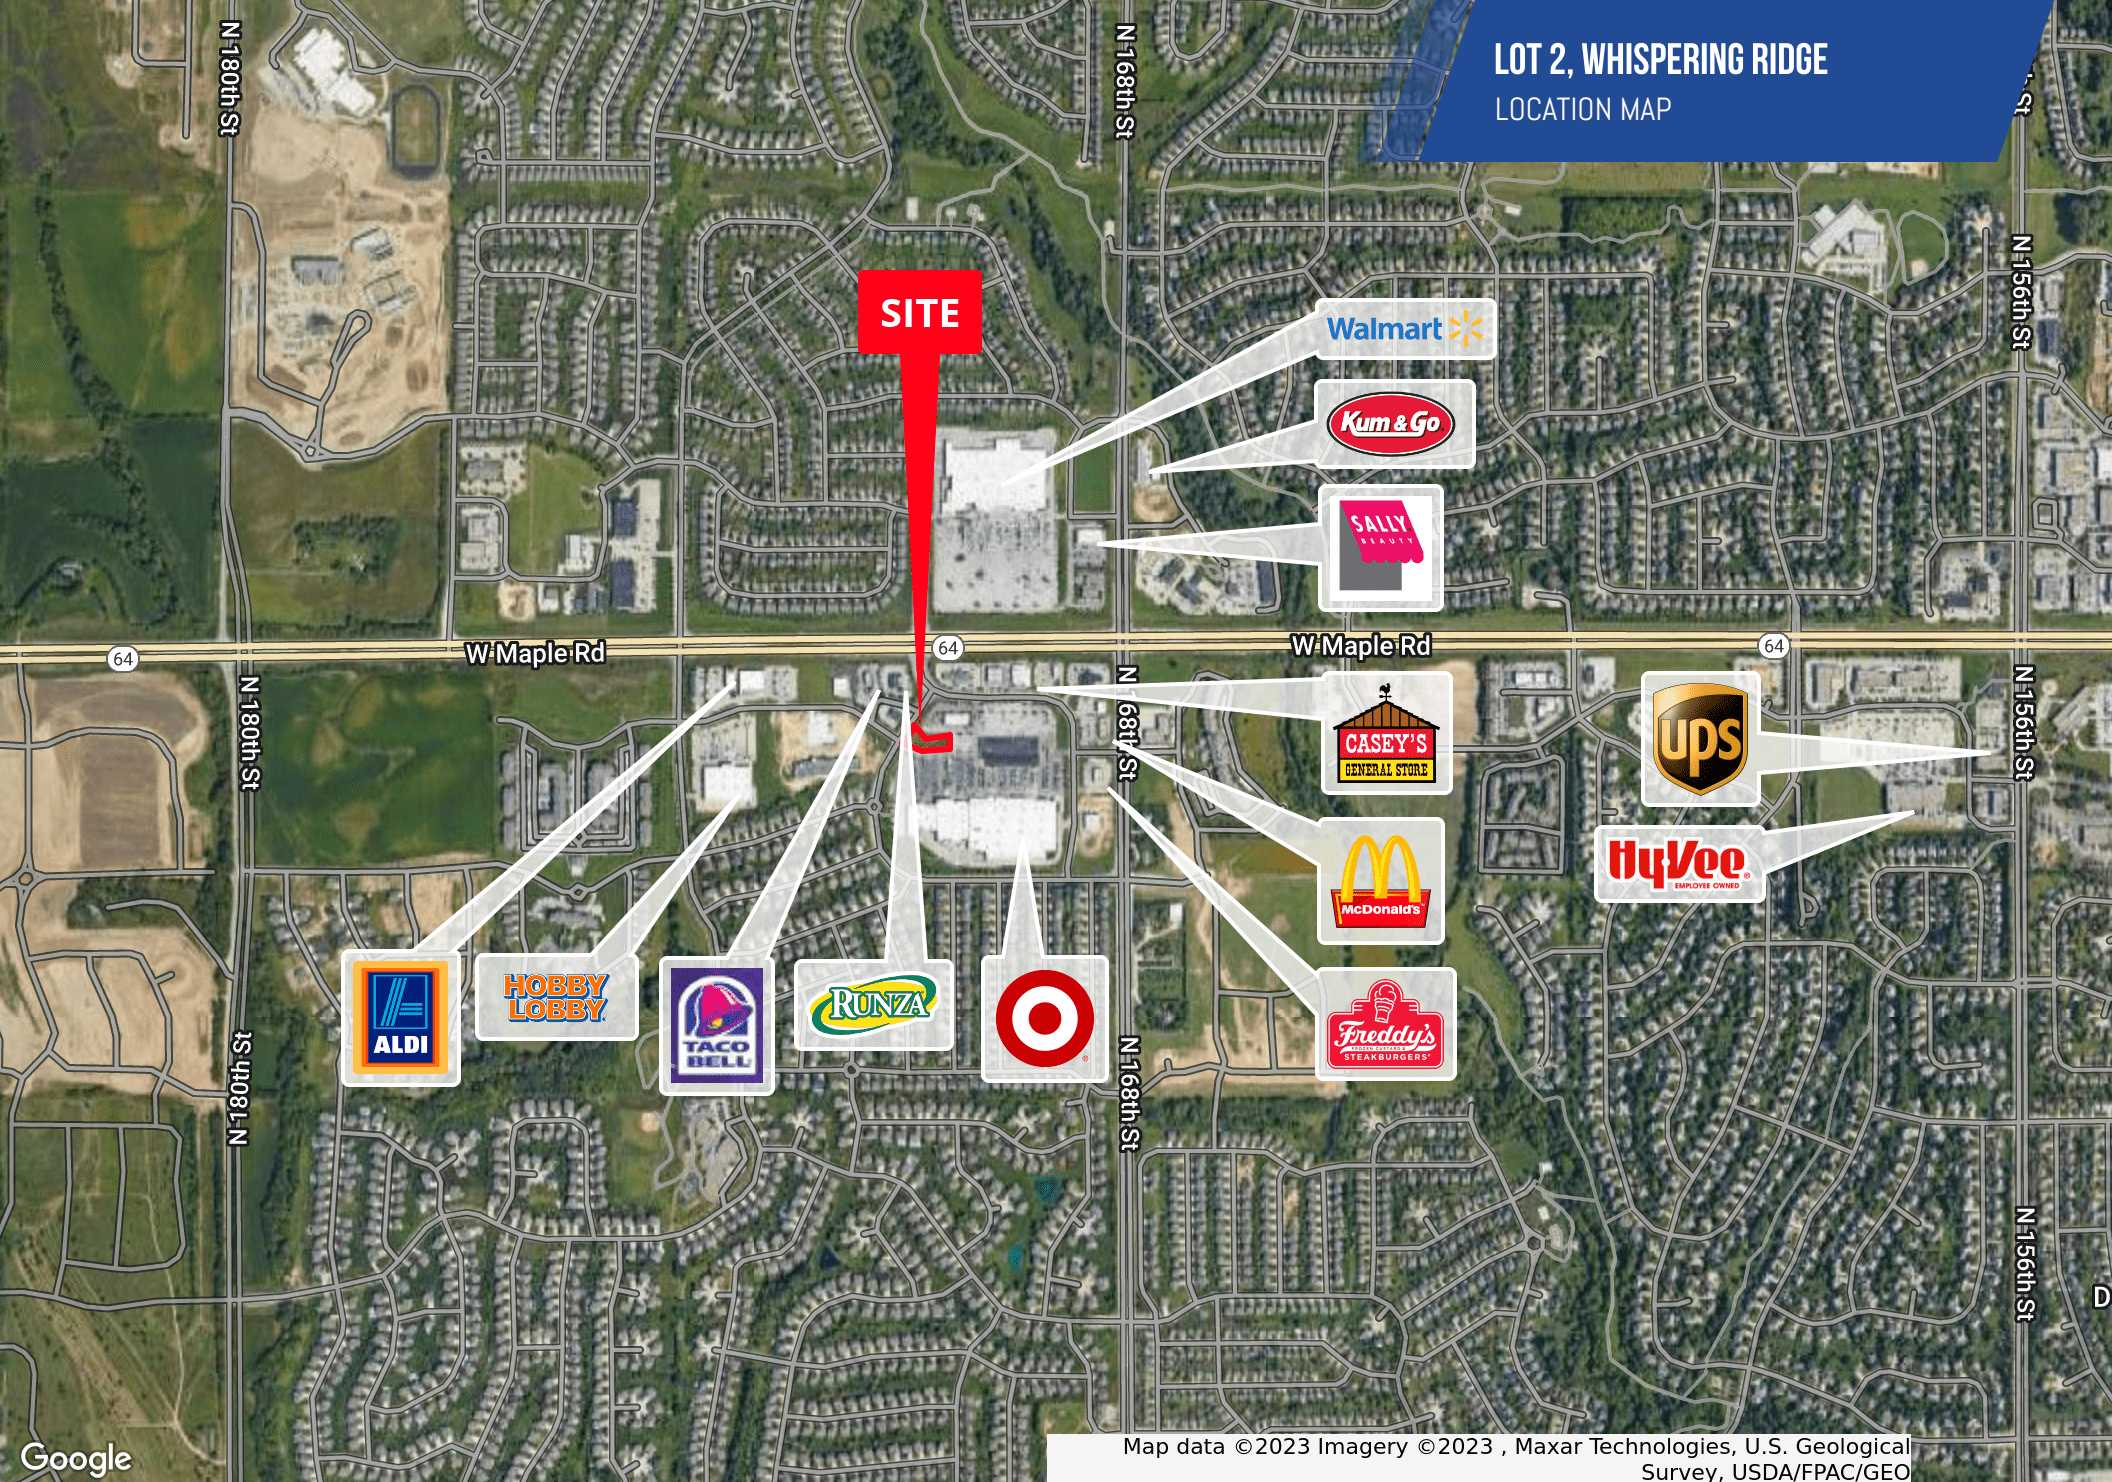 LOT 2, WHISPERING RIDGE
LOCATION MAP
N 180th St
N 168th St
St
N 156th St
SITE
Walmart
Kum & Go
SALLY
BEAUTY
64
W Maple Rd
64
W Maple Rd
64
N 180th St
N 168th St
N 156th St
CASEY'S
GENERAL STORE
ups
McDonald's
HyVee
EMPLOYEE OWNED
ALDI
HOBBY
LOBBY
TACO
BELL
RUNZA
Freddy's
FROZEN CUSTARD &
STEAKBURGERS
N 180th St
N 168th St
N 156th St
D
Google
Map data ©2023 Imagery ©2023 , Maxar Technologies, U.S. Geological
Survey, USDA/FPAC/GEO